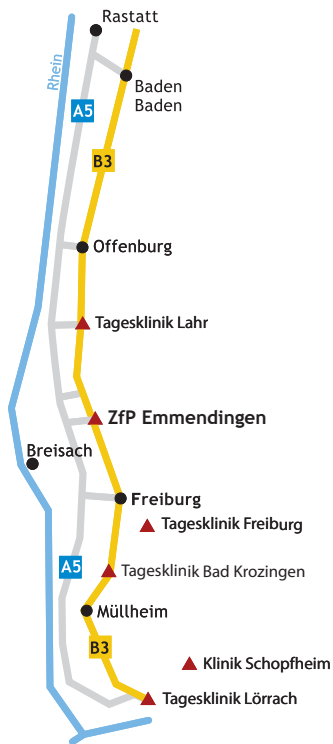 Rastatt
Rhein
Baden
Baden
A5
B3
Offenburg
Tagesklinik Lahr
ZfP Emmendingen
Breisach
Freiburg
Tagesklinik Freiburg
A5
Tagesklinik Bad Krozingen
Müllheim
B3
Klinik Schopfheim
Tagesklinik Lörrach